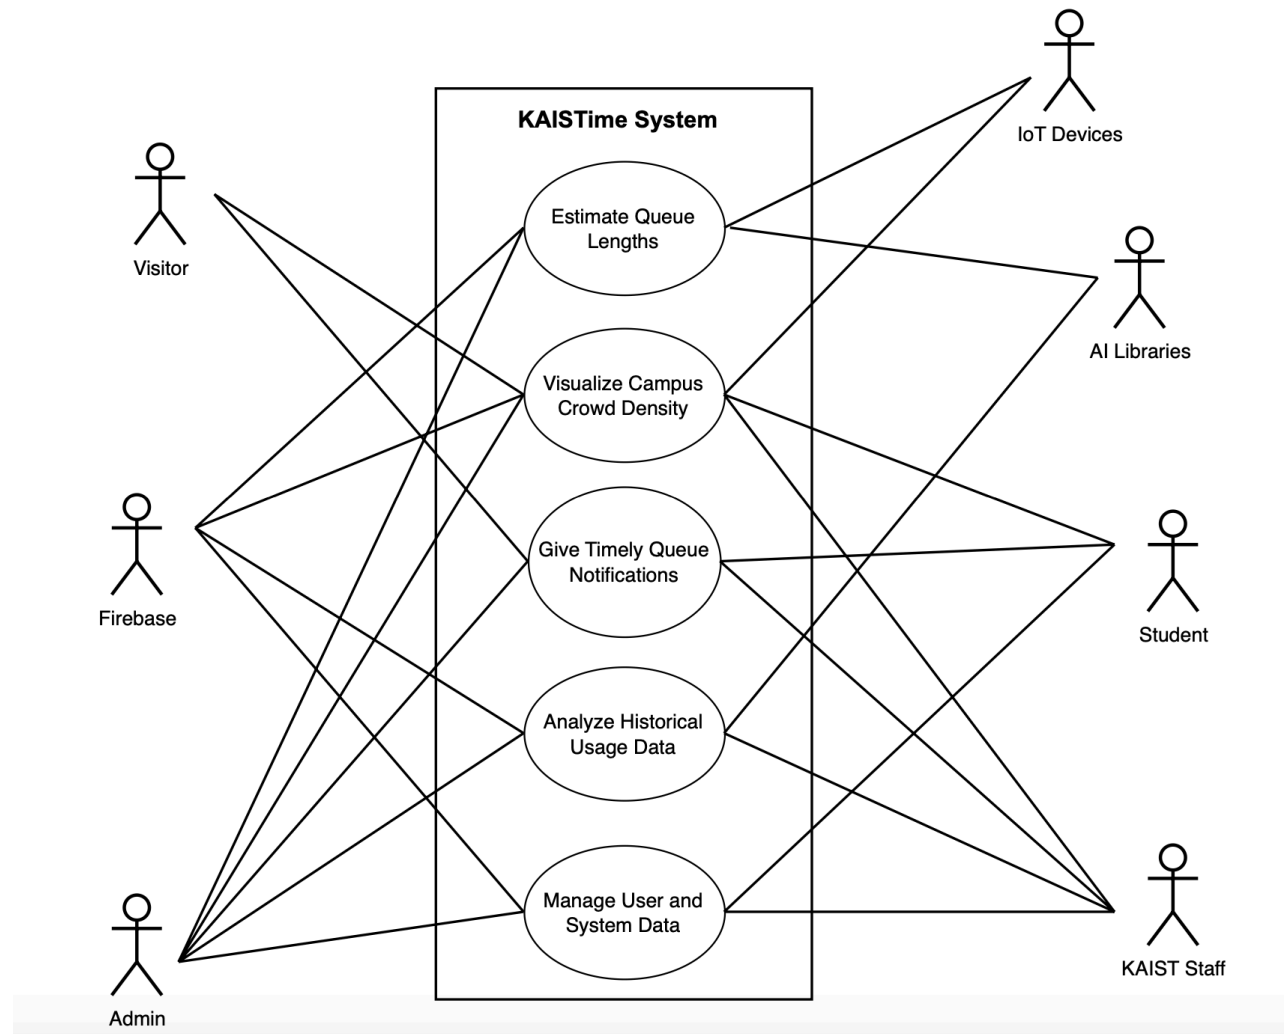 KAISTime System
IoT Devices
Visitor
Estimate Queue
Lengths
AI Libraries
Visualize Campus
Crowd Density
Firebase
Give Timely Queue
Notifications
Student
Analyze Historical
Usage Data
Manage User and
System Data
KAIST Staff
Admin